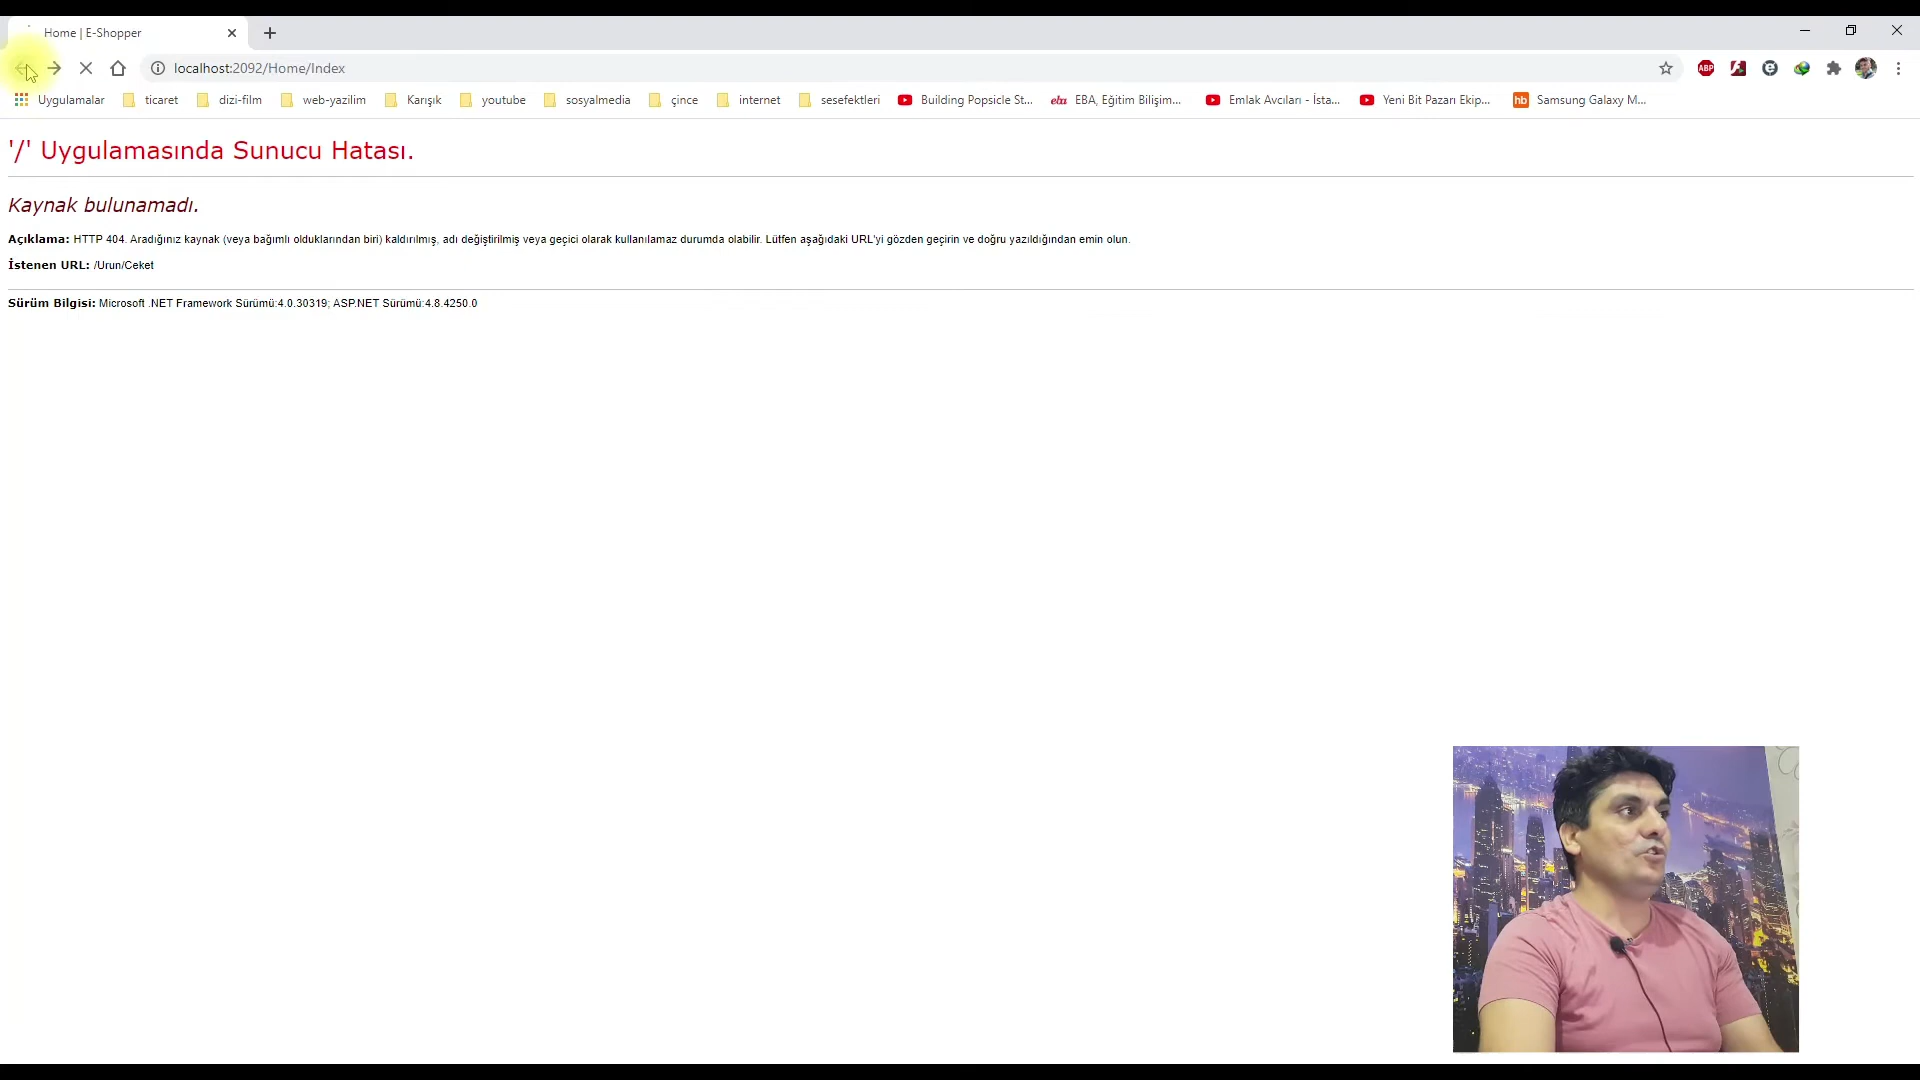 Home | E-Shopper
localhost:2092/Home/Index
ABP
Uygulamalar ticaret dizi-film web-yazilim Karışık youtube sosyalmedia çince internet sesefektleri Building Popsicle St... eba EBA, Eğitim Bilişim... Emlak Avcıları - İsta... Yeni Bit Pazarı Ekip... hb Samsung Galaxy M...
'/' Uygulamasında Sunucu Hatası.
Kaynak bulunamadı.
Açıklama: HTTP 404. Aradığınız kaynak (veya bağımlı olduklarından biri) kaldırılmış, adı değiştirilmiş veya geçici olarak kullanılamaz durumda olabilir. Lütfen aşağıdaki URL'yi gözden geçirin ve doğru yazıldığından emin olun.
İstenen URL: /Urun/Ceket
Sürüm Bilgisi: Microsoft .NET Framework Sürümü:4.0.30319; ASP.NET Sürümü:4.8.4250.0